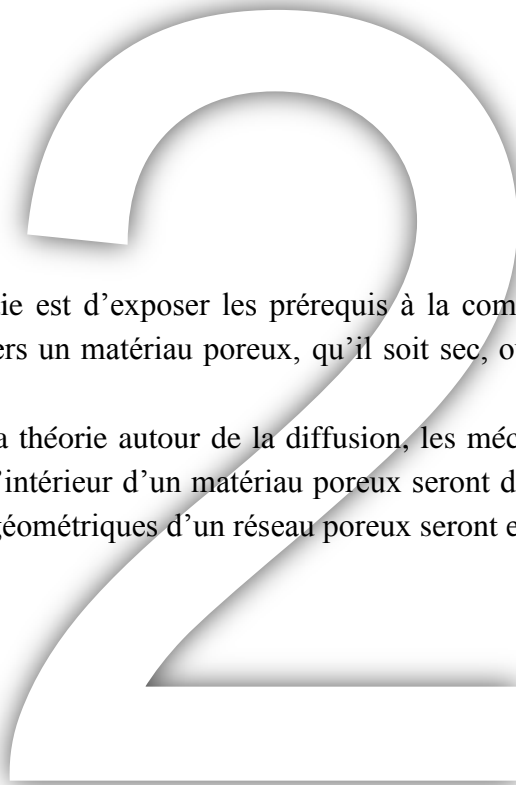 2
ie est d’exposer les prérequis à la com
ers un matériau poreux, qu’il soit sec, o
a théorie autour de la diffusion, les méc
’intérieur d’un matériau poreux seront d
géométriques d’un réseau poreux seront e